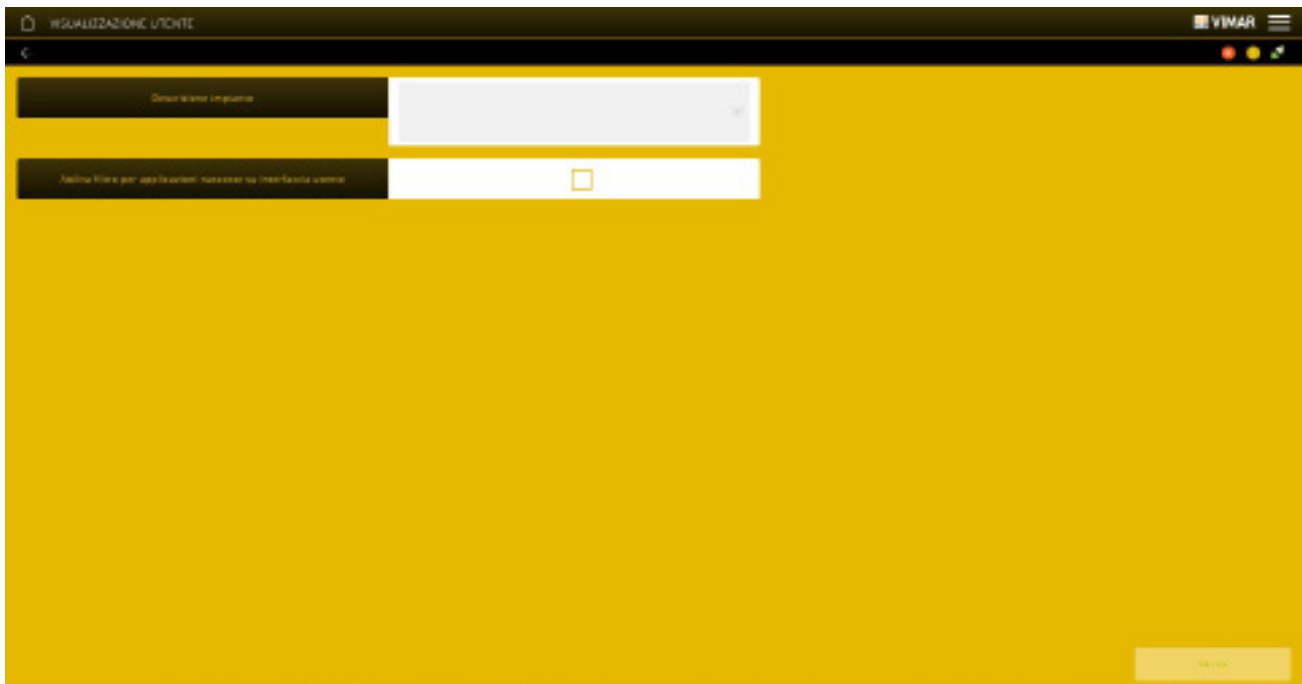 VISUALIZZAZIONE UTENTE
VIMAR
Descrizione impianto
Abilita filtro per applicazioni nascoste su interfaccia utente